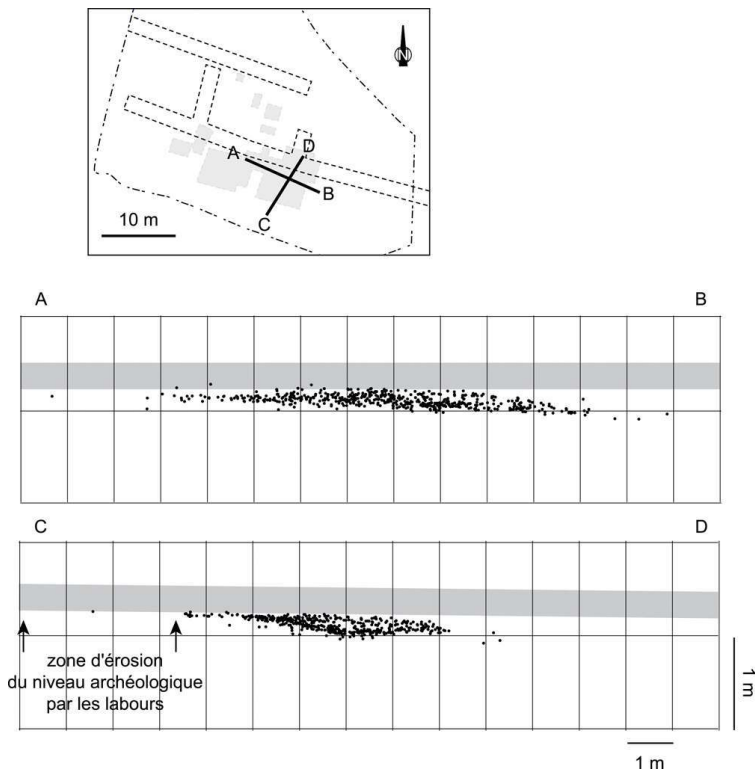 N
D
A
B
C
10 m
A
B
C
D
zone d'érosion
du niveau archéologique
par les labours
1 m
1 m